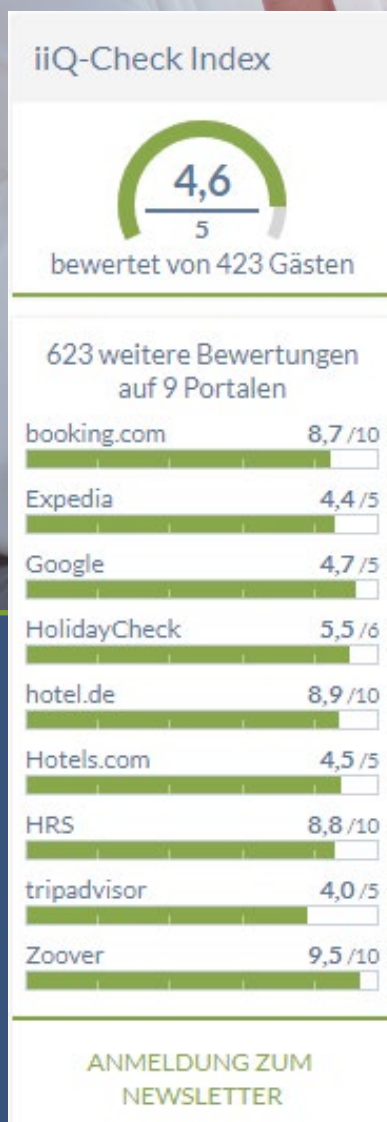 iiQ-Check Index
4,6
5
bewertet von 423 Gästen
623 weitere Bewertungen
auf 9 Portalen
booking.com 8,7 /10
Expedia 4,4 /5
Google 4,7 /5
HolidayCheck 5,5 /6
hotel.de 8,9 /10
Hotels.com 4,5 /5
HRS 8,8 /10
tripadvisor 4,0 /5
Zoover 9,5 /10
ANMELDUNG ZUM
NEWSLETTER